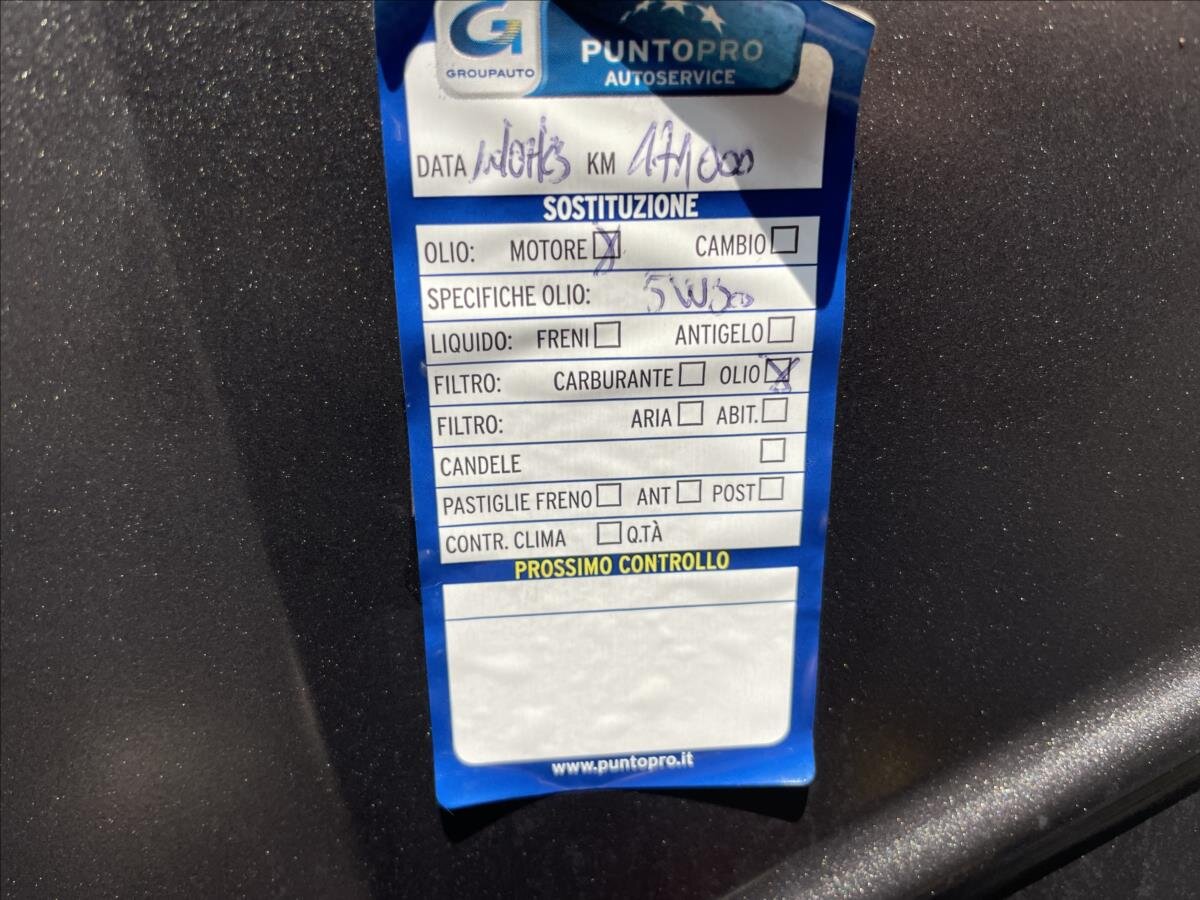 G PUNTOPRO
GROUPAUTO AUTOSERVICE
DATA KM 171000
SOSTITUZIONE
OLIO: MOTORE X CAMBIO
SPECIFICHE OLIO: 5W30
LIQUIDO: FRENI ANTIGELO
FILTRO: CARBURANTE OLIO X
FILTRO: ARIA ABIT.
CANDELE
PASTIGLIE FRENO ANT POST
CONTR. CLIMA Q.TÀ
PROSSIMO CONTROLLO
www.puntopro.it